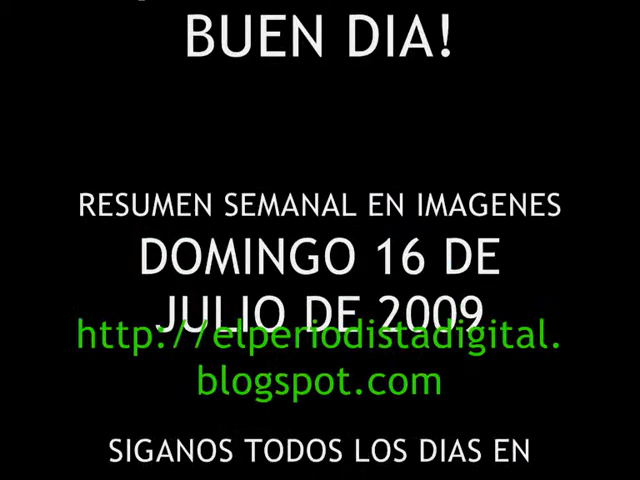 BUEN DIA!
RESUMEN SEMANAL EN IMAGENES
DOMINGO 16 DE
JULIO DE 2009
http://elperiodistadigital.
blogspot.com
SIGANOS TODOS LOS DIAS EN